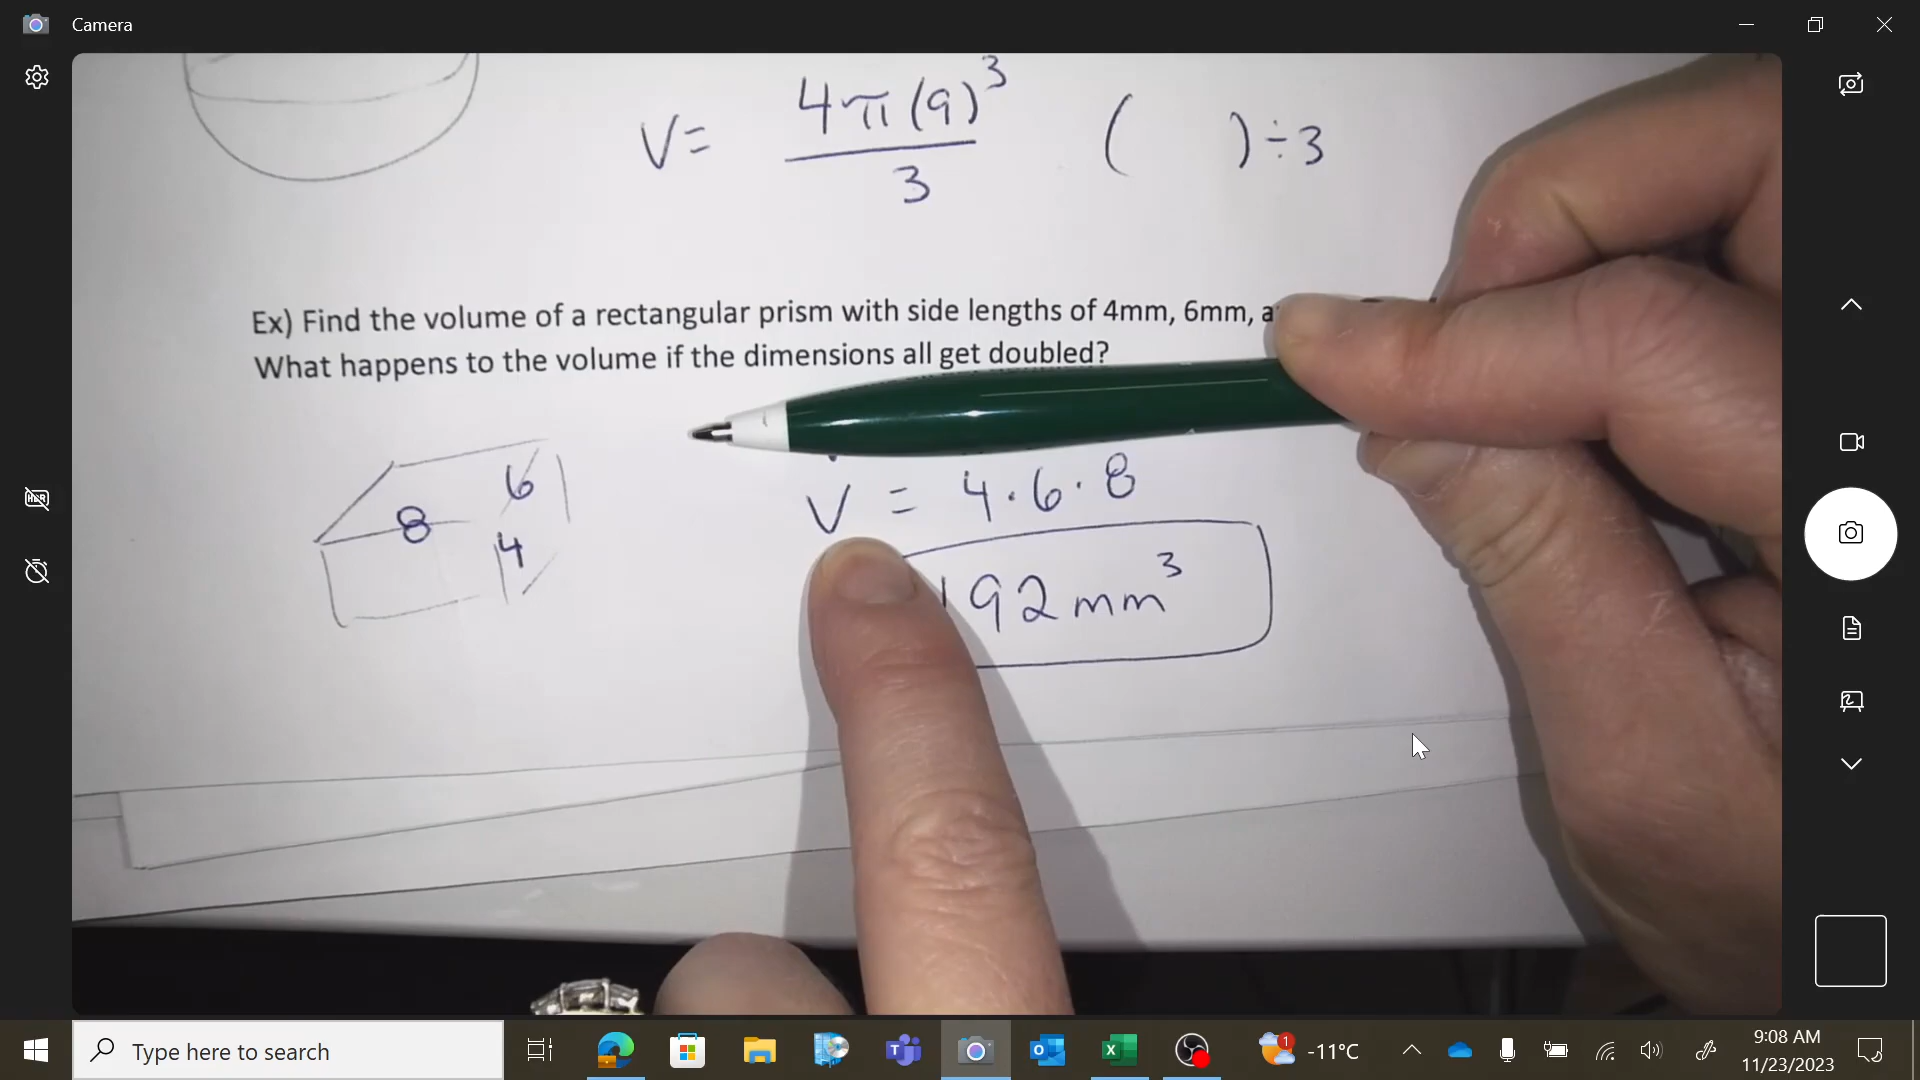 Camera
V= 4π(9)³ ( ) ÷ 3
3
Ex) Find the volume of a rectangular prism with side lengths of 4mm, 6mm,
What happens to the volume if the dimensions all get doubled?
8 6
4
V = 4·6·8
192mm³
Type here to search
1
-11°C
9:08 AM
11/23/2023